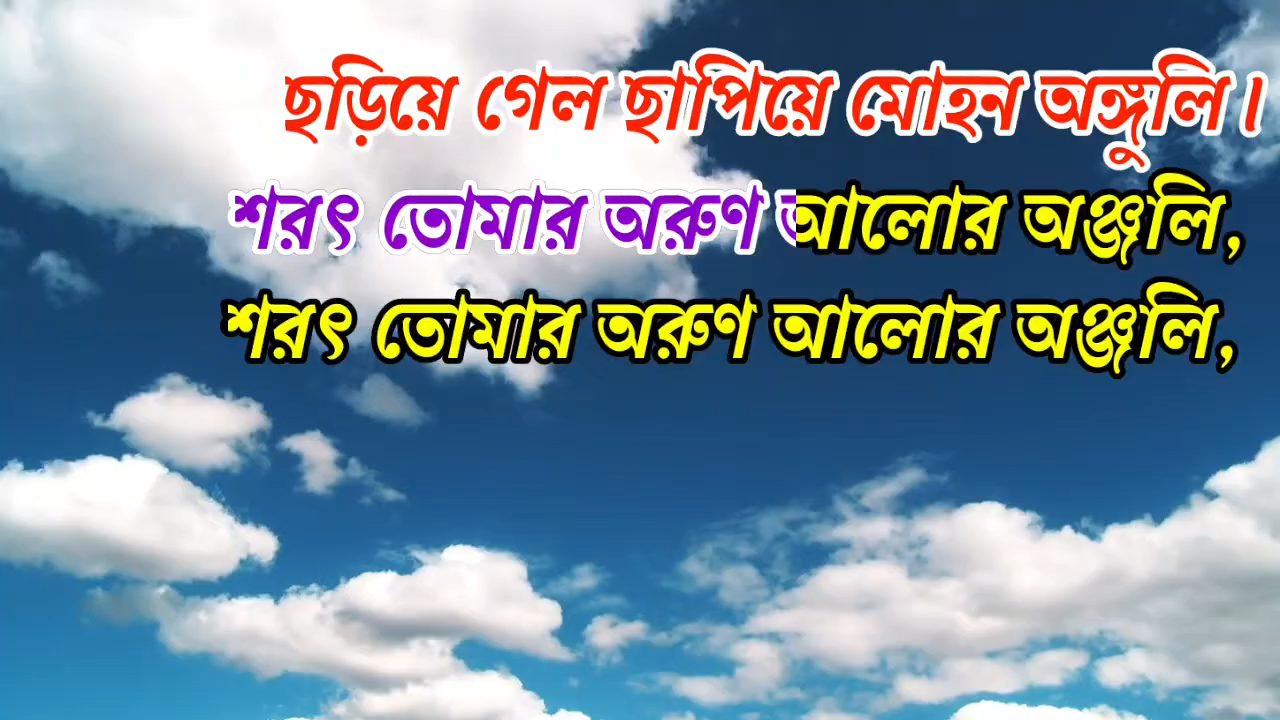 ছড়িয়ে গেল ছাপিয়ে মোহন অঙ্গুলি।
শরৎ তোমার অরুণ আলোর অঞ্জলি,
শরৎ তোমার অরুণ আলোর অঞ্জলি,